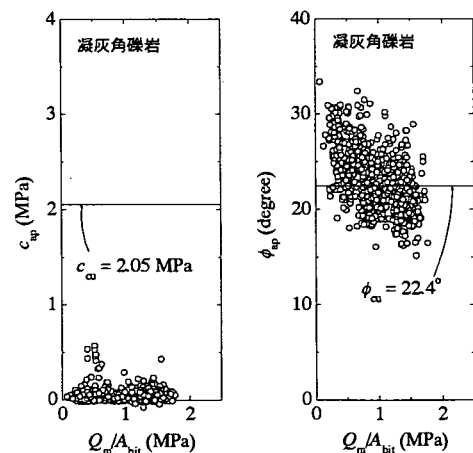 凝灰角礫岩
4
3
2
1
0
c_ap (MPa)
c_cu = 2.05 MPa
0 1 2
Q_m/A_bit (MPa)
凝灰角礫岩
40
30
20
10
0
ϕ_ap (degree)
ϕ_cu = 22.4°
0 1 2
Q_m/A_bit (MPa)